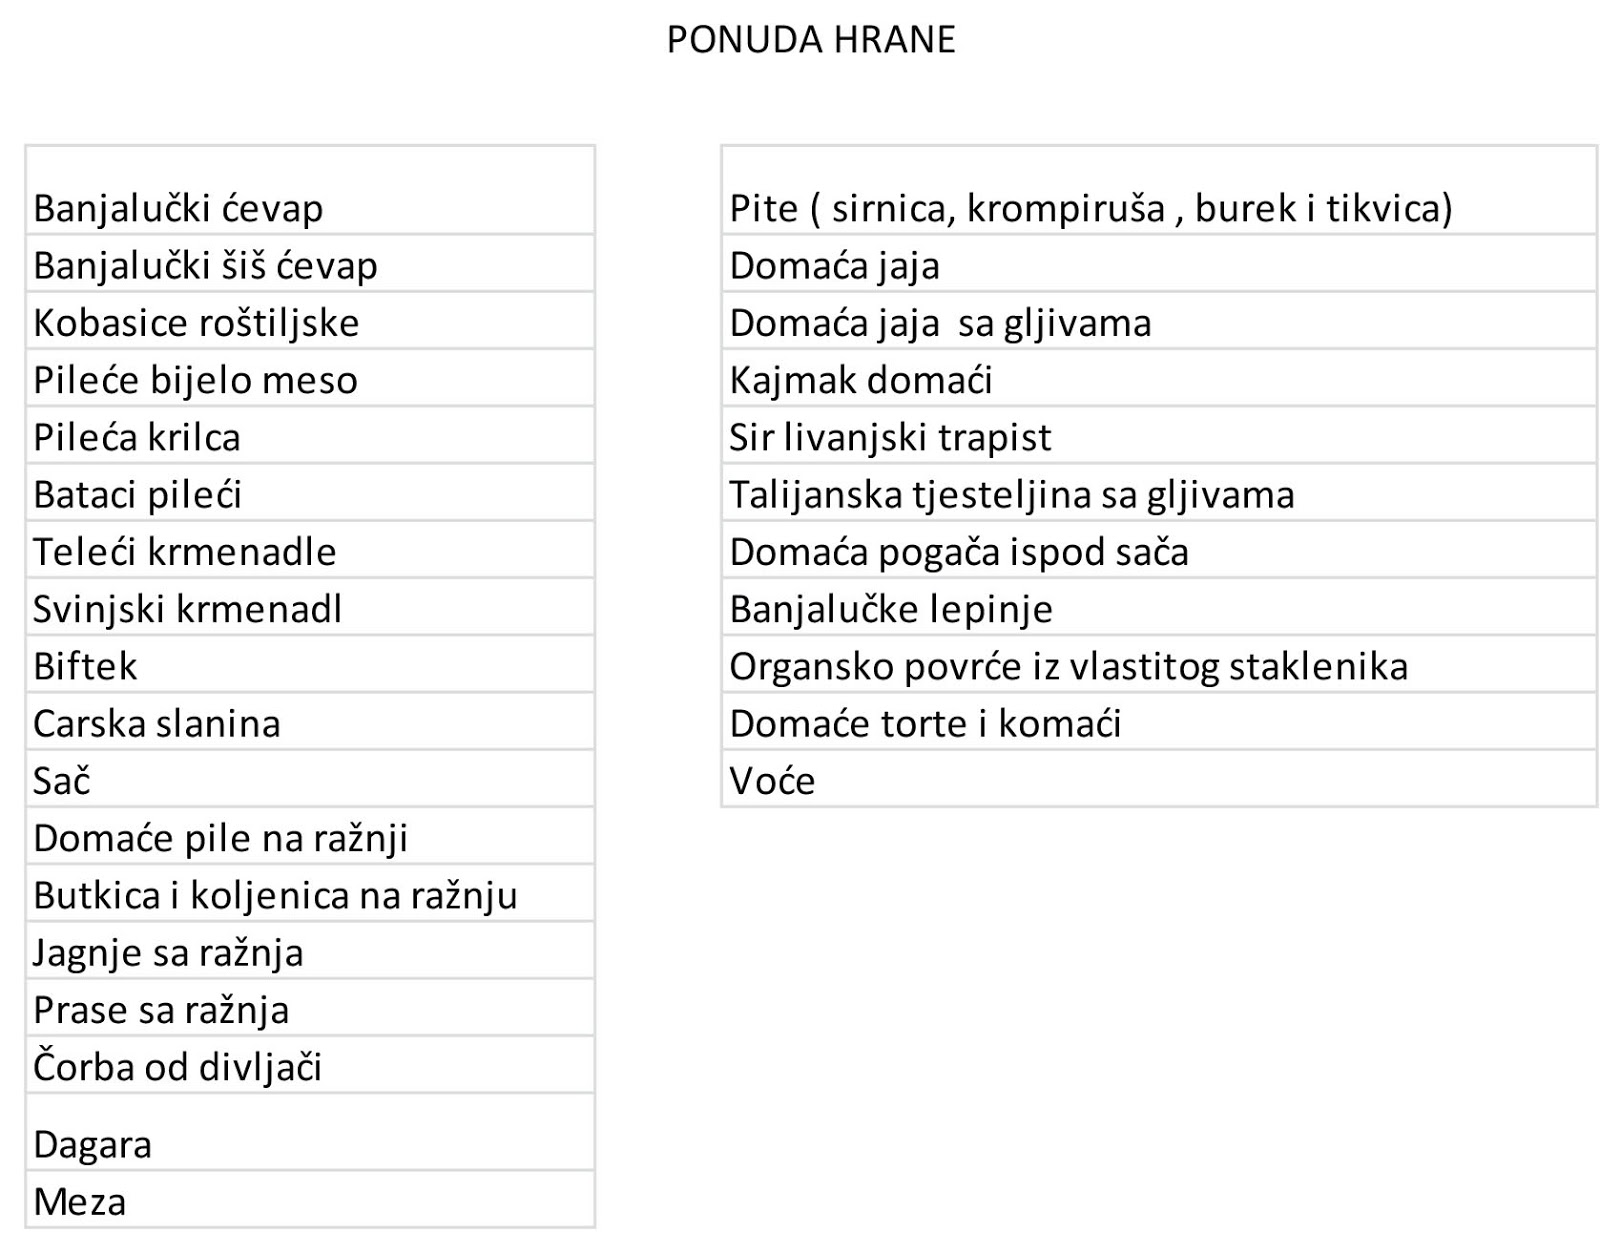 PONUDA HRANE
Banjalučki ćevap
Banjalučki šiš ćevap
Kobasice roštiljske
Pileće bijelo meso
Pileća krilca
Bataci pileći
Teleći krmenadle
Svinjski krmenadl
Biftek
Carska slanina
Sač
Domaće pile na ražnji
Butkica i koljenica na ražnju
Jagnje sa ražnja
Prase sa ražnja
Čorba od divljači
Dagara
Meza
Pite ( sirnica, krompiruša , burek i tikvica)
Domaća jaja
Domaća jaja  sa gljivama
Kajmak domaći
Sir livanjski trapist
Talijanska tjesteljina sa gljivama
Domaća pogača ispod sača
Banjalučke lepinje
Organsko povrće iz vlastitog staklenika
Domaće torte i komaći
Voće